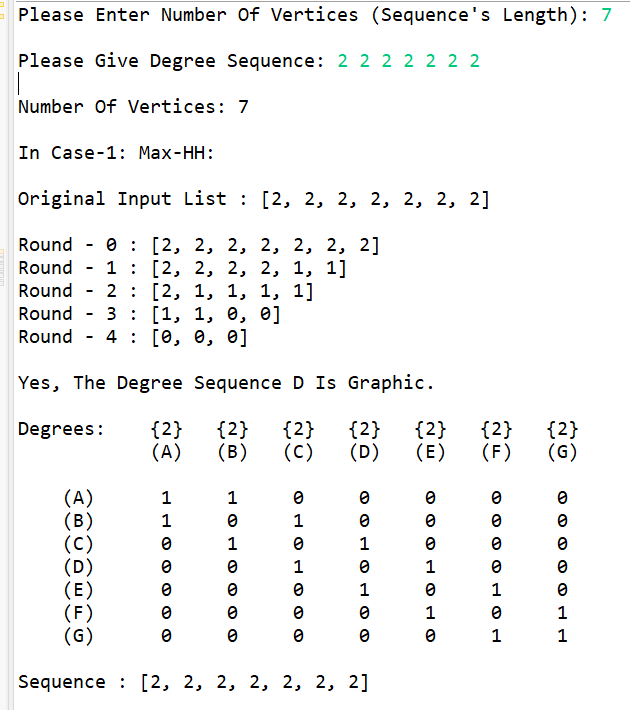 Please Enter Number Of Vertices (Sequence's Length): 7
Please Give Degree Sequence: 2 2 2 2 2 2 2
Number Of Vertices: 7
In Case-1: Max-HH:
Original Input List : [2, 2, 2, 2, 2, 2, 2]
Round - 0 : [2, 2, 2, 2, 2, 2, 2]
Round - 1 : [2, 2, 2, 2, 1, 1]
Round - 2 : [2, 1, 1, 1, 1]
Round - 3 : [1, 1, 0, 0]
Round - 4 : [0, 0, 0]
Yes, The Degree Sequence D Is Graphic.
Degrees: {2} {2} {2} {2} {2} {2} {2}
(A) (B) (C) (D) (E) (F) (G)
(A) 1 1 0 0 0 0 0
(B) 1 0 1 0 0 0 0
(C) 0 1 0 1 0 0 0
(D) 0 0 1 0 1 0 0
(E) 0 0 0 1 0 1 0
(F) 0 0 0 0 1 0 1
(G) 0 0 0 0 0 1 1
Sequence : [2, 2, 2, 2, 2, 2, 2]